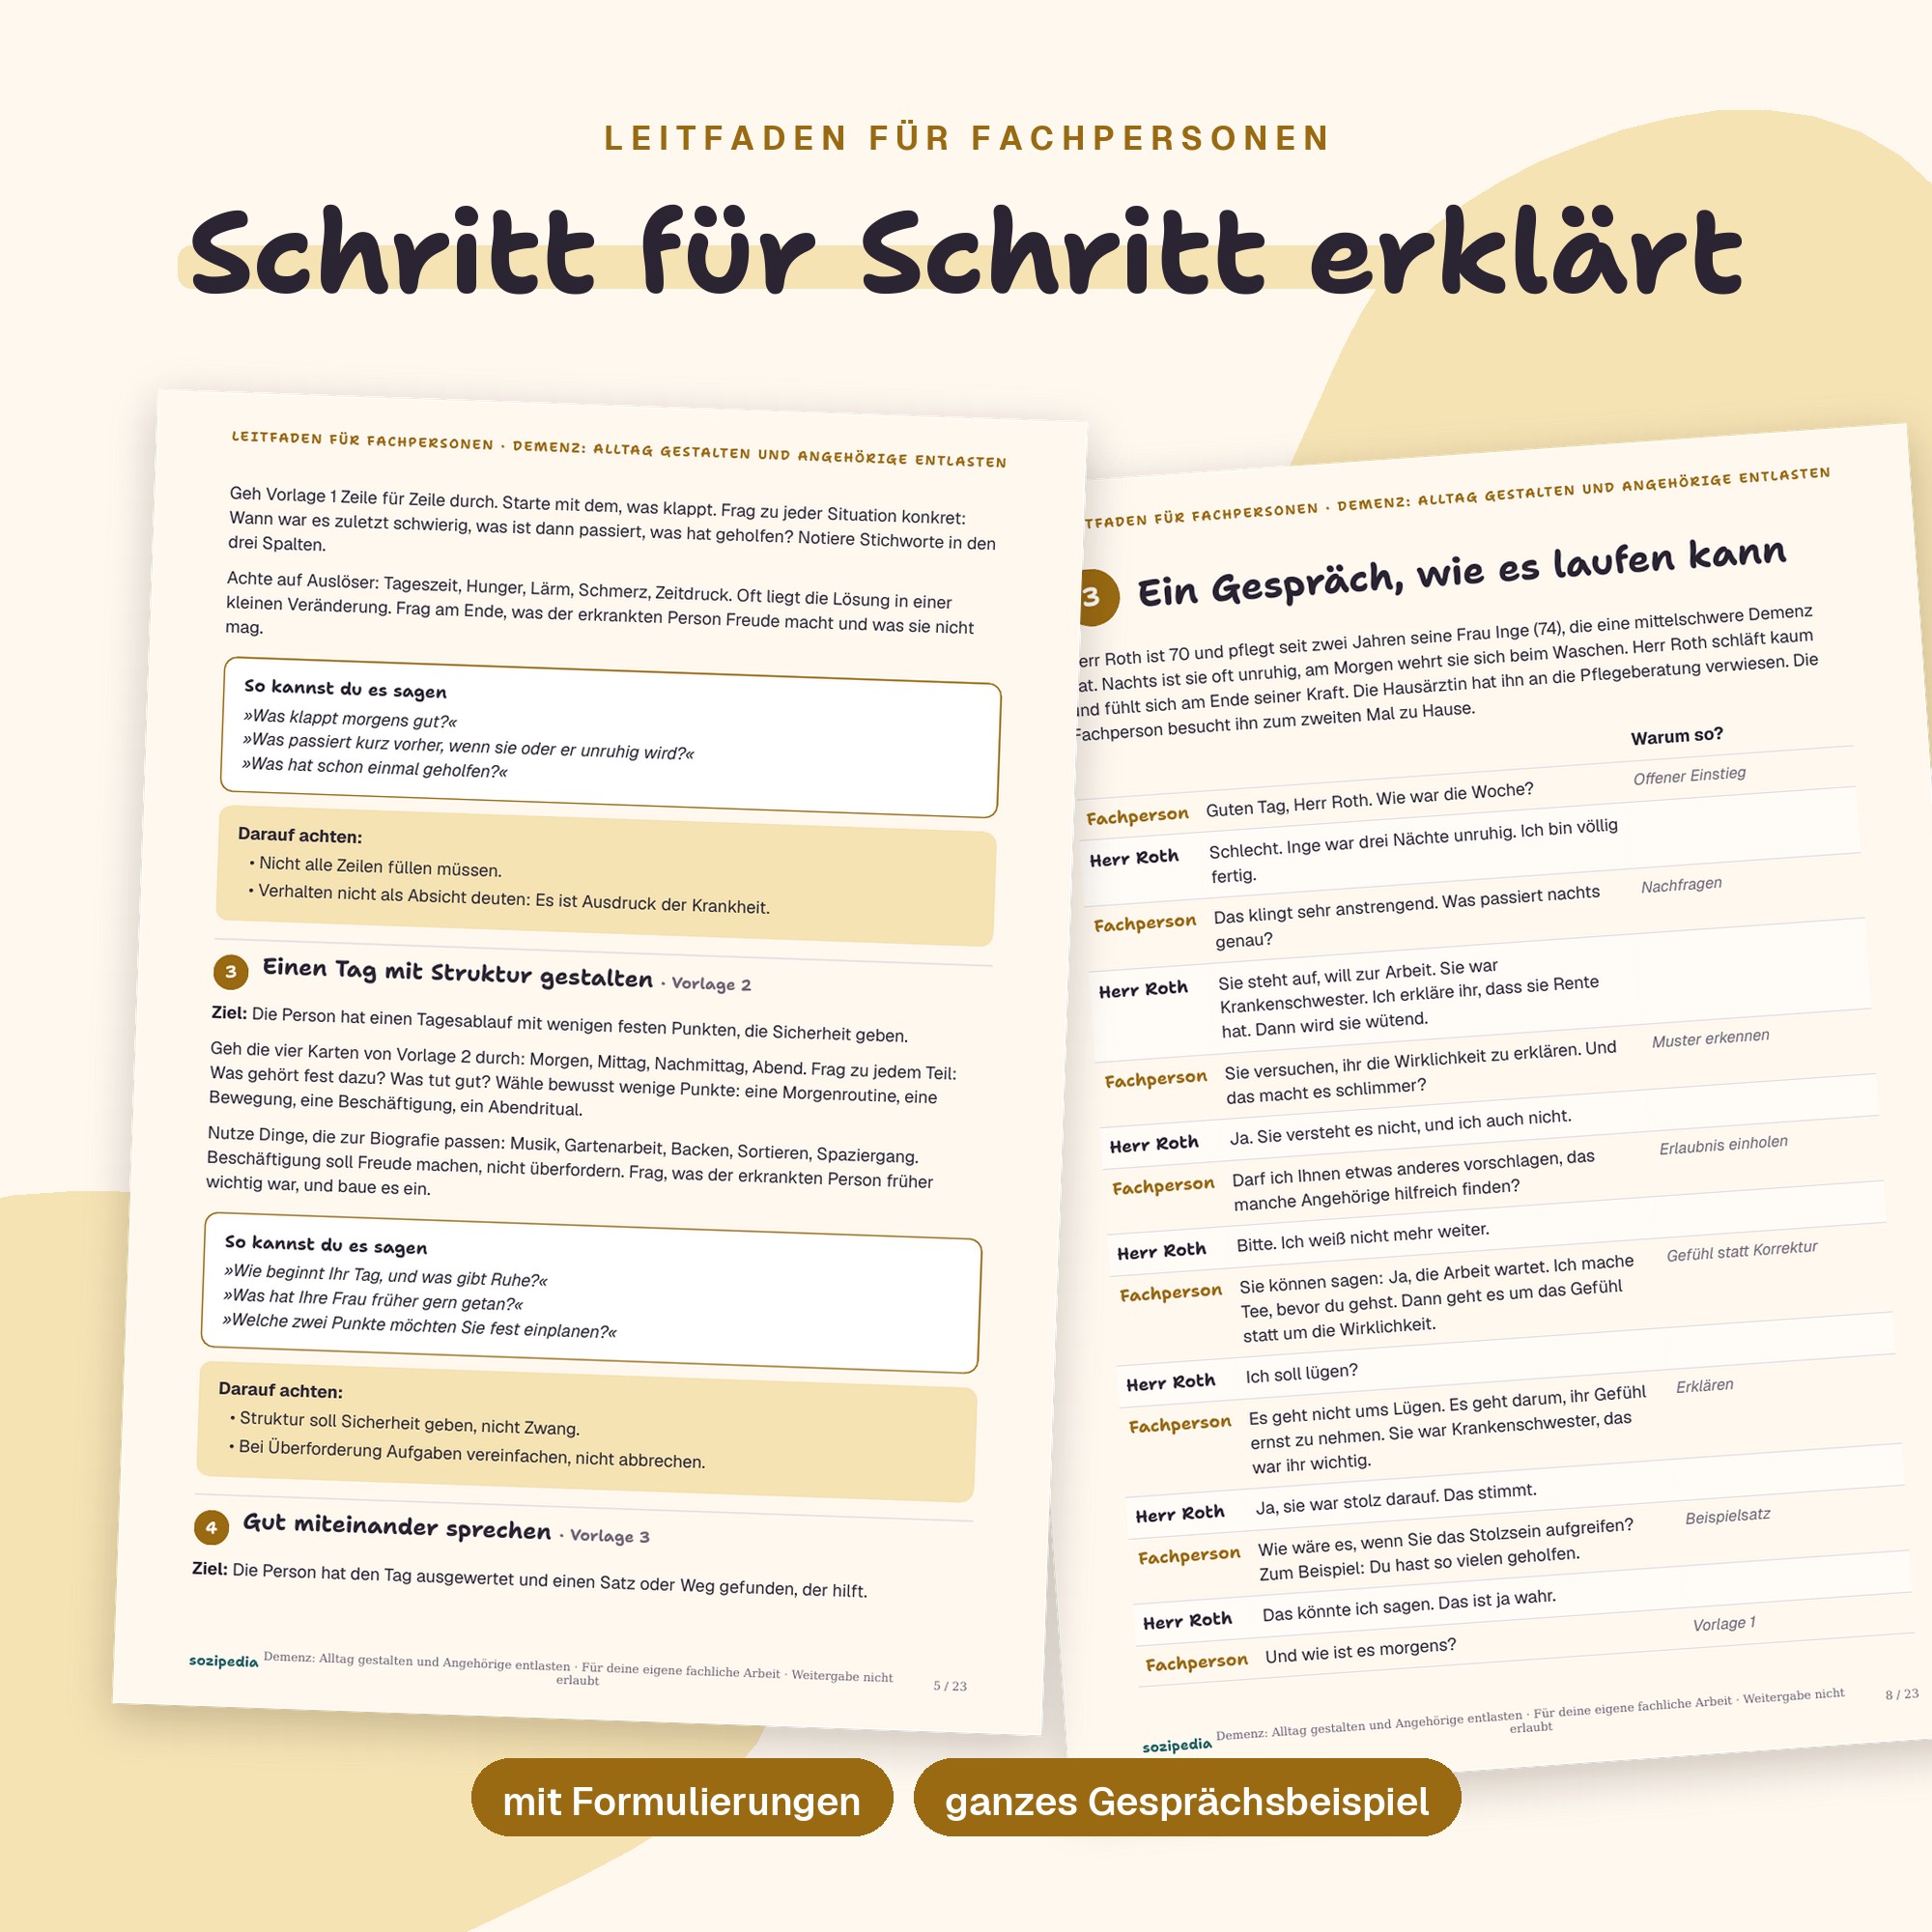 LEITFADEN FÜR FACHPERSONEN
Schritt für Schritt erklärt
LEITFADEN FÜR FACHPERSONEN · DEMENZ: ALLTAG GESTALTEN UND ANGEHÖRIGE ENTLASTEN
Geh Vorlage 1 Zeile für Zeile durch. Starte mit dem, was klappt. Frag zu jeder Situation konkret:
Wann war es zuletzt schwierig, was ist dann passiert, was hat geholfen? Notiere Stichworte in den
drei Spalten.
Achte auf Auslöser: Tageszeit, Hunger, Lärm, Schmerz, Zeitdruck. Oft liegt die Lösung in einer
kleinen Veränderung. Frag am Ende, was der erkrankten Person Freude macht und was sie nicht
mag.
So kannst du es sagen
»Was klappt morgens gut?«
»Was passiert kurz vorher, wenn sie oder er unruhig wird?«
»Was hat schon einmal geholfen?«
Darauf achten:
• Nicht alle Zeilen füllen müssen.
• Verhalten nicht als Absicht deuten: Es ist Ausdruck der Krankheit.
3 Einen Tag mit Struktur gestalten · Vorlage 2
Ziel: Die Person hat einen Tagesablauf mit wenigen festen Punkten, die Sicherheit geben.
Geh die vier Karten von Vorlage 2 durch: Morgen, Mittag, Nachmittag, Abend. Frag zu jedem Teil:
Was gehört fest dazu? Was tut gut? Wähle bewusst wenige Punkte: eine Morgenroutine, eine
Bewegung, eine Beschäftigung, ein Abendritual.
Nutze Dinge, die zur Biografie passen: Musik, Gartenarbeit, Backen, Sortieren, Spaziergang.
Beschäftigung soll Freude machen, nicht überfordern. Frag, was der erkrankten Person früher
wichtig war, und baue es ein.
So kannst du es sagen
»Wie beginnt Ihr Tag, und was gibt Ruhe?«
»Was hat Ihre Frau früher gern getan?«
»Welche zwei Punkte möchten Sie fest einplanen?«
Darauf achten:
• Struktur soll Sicherheit geben, nicht Zwang.
• Bei Überforderung Aufgaben vereinfachen, nicht abbrechen.
4 Gut miteinander sprechen · Vorlage 3
Ziel: Die Person hat den Tag ausgewertet und einen Satz oder Weg gefunden, der hilft.
sozipedia Demenz: Alltag gestalten und Angehörige entlasten · Für deine eigene fachliche Arbeit · Weitergabe nicht
erlaubt
5 / 23
TFADEN FÜR FACHPERSONEN · DEMENZ: ALLTAG GESTALTEN UND ANGEHÖRIGE ENTLASTEN
3 Ein Gespräch, wie es laufen kann
err Roth ist 70 und pflegt seit zwei Jahren seine Frau Inge (74), die eine mittelschwere Demenz
at. Nachts ist sie oft unruhig, am Morgen wehrt sie sich beim Waschen. Herr Roth schläft kaum
nd fühlt sich am Ende seiner Kraft. Die Hausärztin hat ihn an die Pflegeberatung verwiesen. Die
Fachperson besucht ihn zum zweiten Mal zu Hause.
Warum so?
Fachperson Guten Tag, Herr Roth. Wie war die Woche? Offener Einstieg
Herr Roth Schlecht. Inge war drei Nächte unruhig. Ich bin völlig
fertig.
Fachperson Das klingt sehr anstrengend. Was passiert nachts Nachfragen
genau?
Herr Roth Sie steht auf, will zur Arbeit. Sie war
Krankenschwester. Ich erkläre ihr, dass sie Rente
hat. Dann wird sie wütend.
Fachperson Sie versuchen, ihr die Wirklichkeit zu erklären. Und Muster erkennen
das macht es schlimmer?
Herr Roth Ja. Sie versteht es nicht, und ich auch nicht.
Fachperson Darf ich Ihnen etwas anderes vorschlagen, das Erlaubnis einholen
manche Angehörige hilfreich finden?
Herr Roth Bitte. Ich weiß nicht mehr weiter.
Fachperson Sie können sagen: Ja, die Arbeit wartet. Ich mache Gefühl statt Korrektur
Tee, bevor du gehst. Dann geht es um das Gefühl
statt um die Wirklichkeit.
Herr Roth Ich soll lügen?
Fachperson Es geht nicht ums Lügen. Es geht darum, ihr Gefühl Erklären
ernst zu nehmen. Sie war Krankenschwester, das
war ihr wichtig.
Herr Roth Ja, sie war stolz darauf. Das stimmt.
Fachperson Wie wäre es, wenn Sie das Stolzsein aufgreifen? Beispielsatz
Zum Beispiel: Du hast so vielen geholfen.
Herr Roth Das könnte ich sagen. Das ist ja wahr.
Fachperson Und wie ist es morgens? Vorlage 1
sozipedia Demenz: Alltag gestalten und Angehörige entlasten · Für deine eigene fachliche Arbeit · Weitergabe nicht
erlaubt
8 / 23
mit Formulierungen
ganzes Gesprächsbeispiel